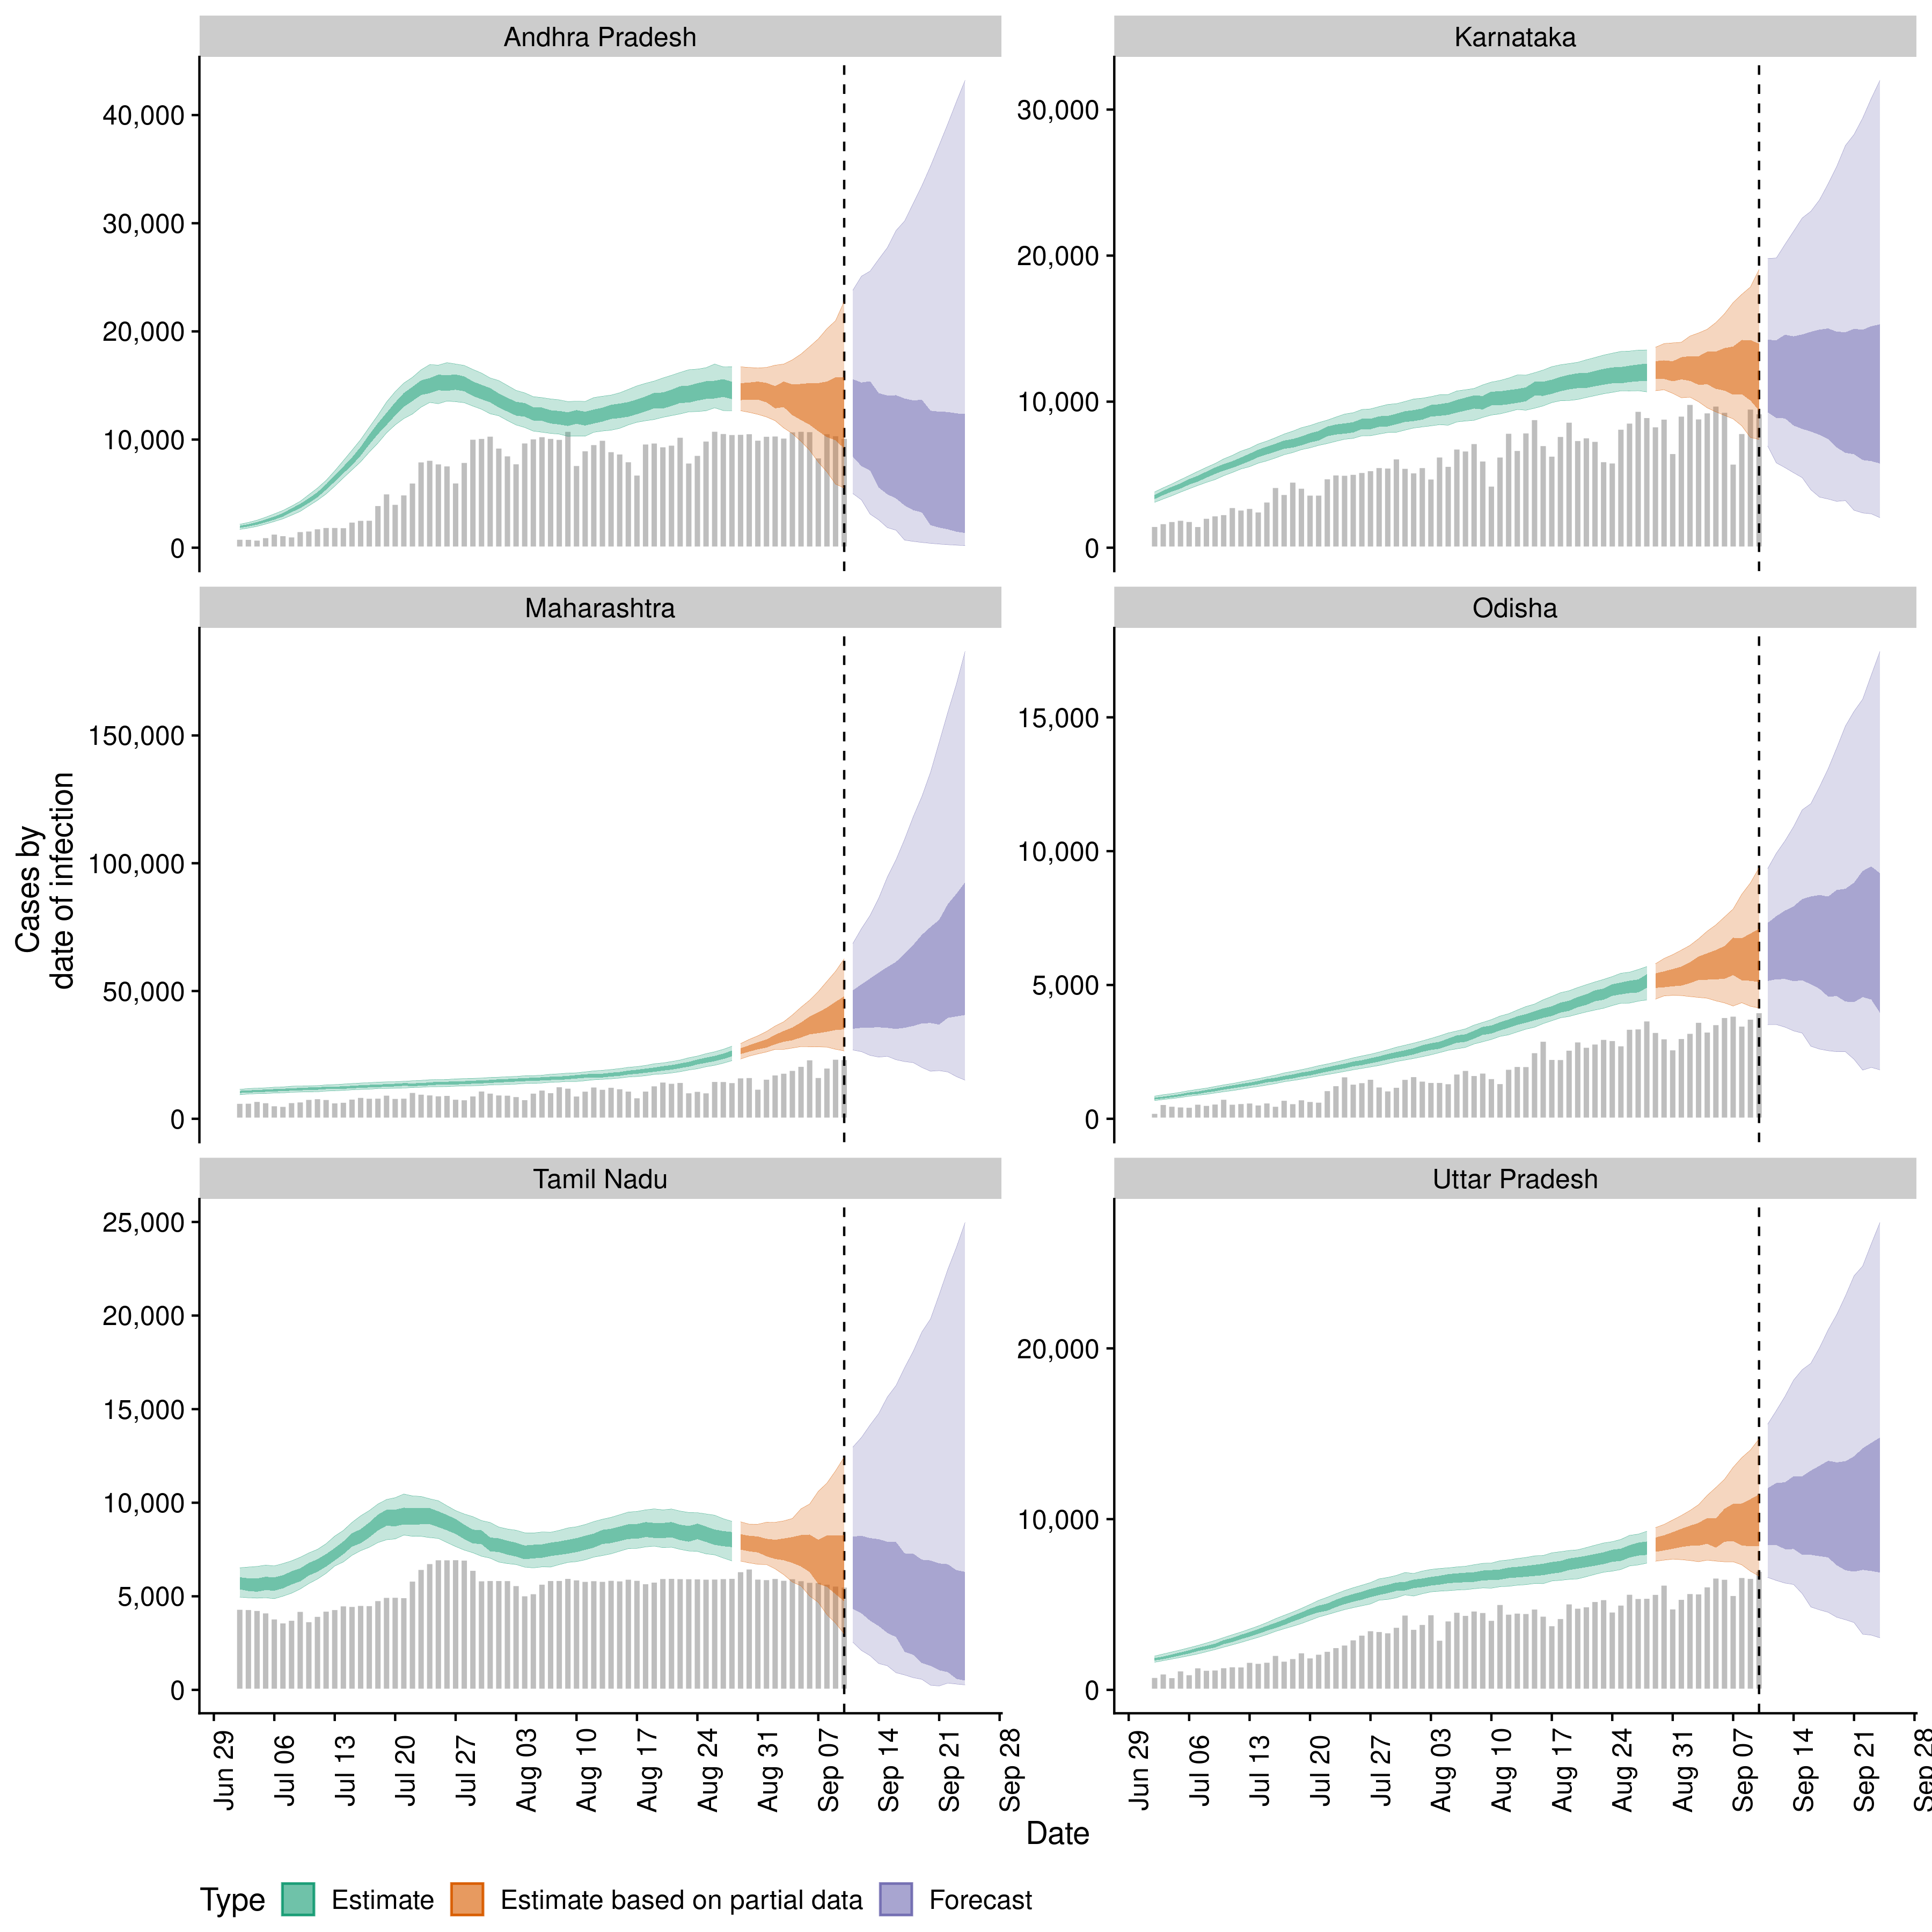 Andhra Pradesh
Karnataka
40,000
30,000
20,000
10,000
0
30,000
20,000
10,000
0
Maharashtra
Odisha
150,000
100,000
50,000
0
15,000
10,000
5,000
0
Tamil Nadu
Uttar Pradesh
25,000
20,000
15,000
10,000
5,000
0
20,000
10,000
0
Cases by
date of infection
Jun 29
Jul 06
Jul 13
Jul 20
Jul 27
Aug 03
Aug 10
Aug 17
Aug 24
Aug 31
Sep 07
Sep 14
Sep 21
Sep 28
Jun 29
Jul 06
Jul 13
Jul 20
Jul 27
Aug 03
Aug 10
Aug 17
Aug 24
Aug 31
Sep 07
Sep 14
Sep 21
Sep 28
Date
Type Estimate Estimate based on partial data Forecast